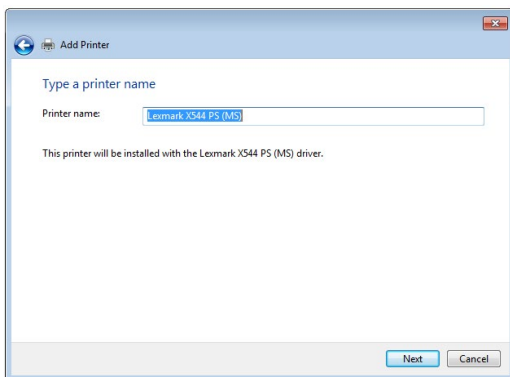 Add Printer
Type a printer name
Printer name: Lexmark X544 PS (MS)
This printer will be installed with the Lexmark X544 PS (MS) driver.
Next Cancel